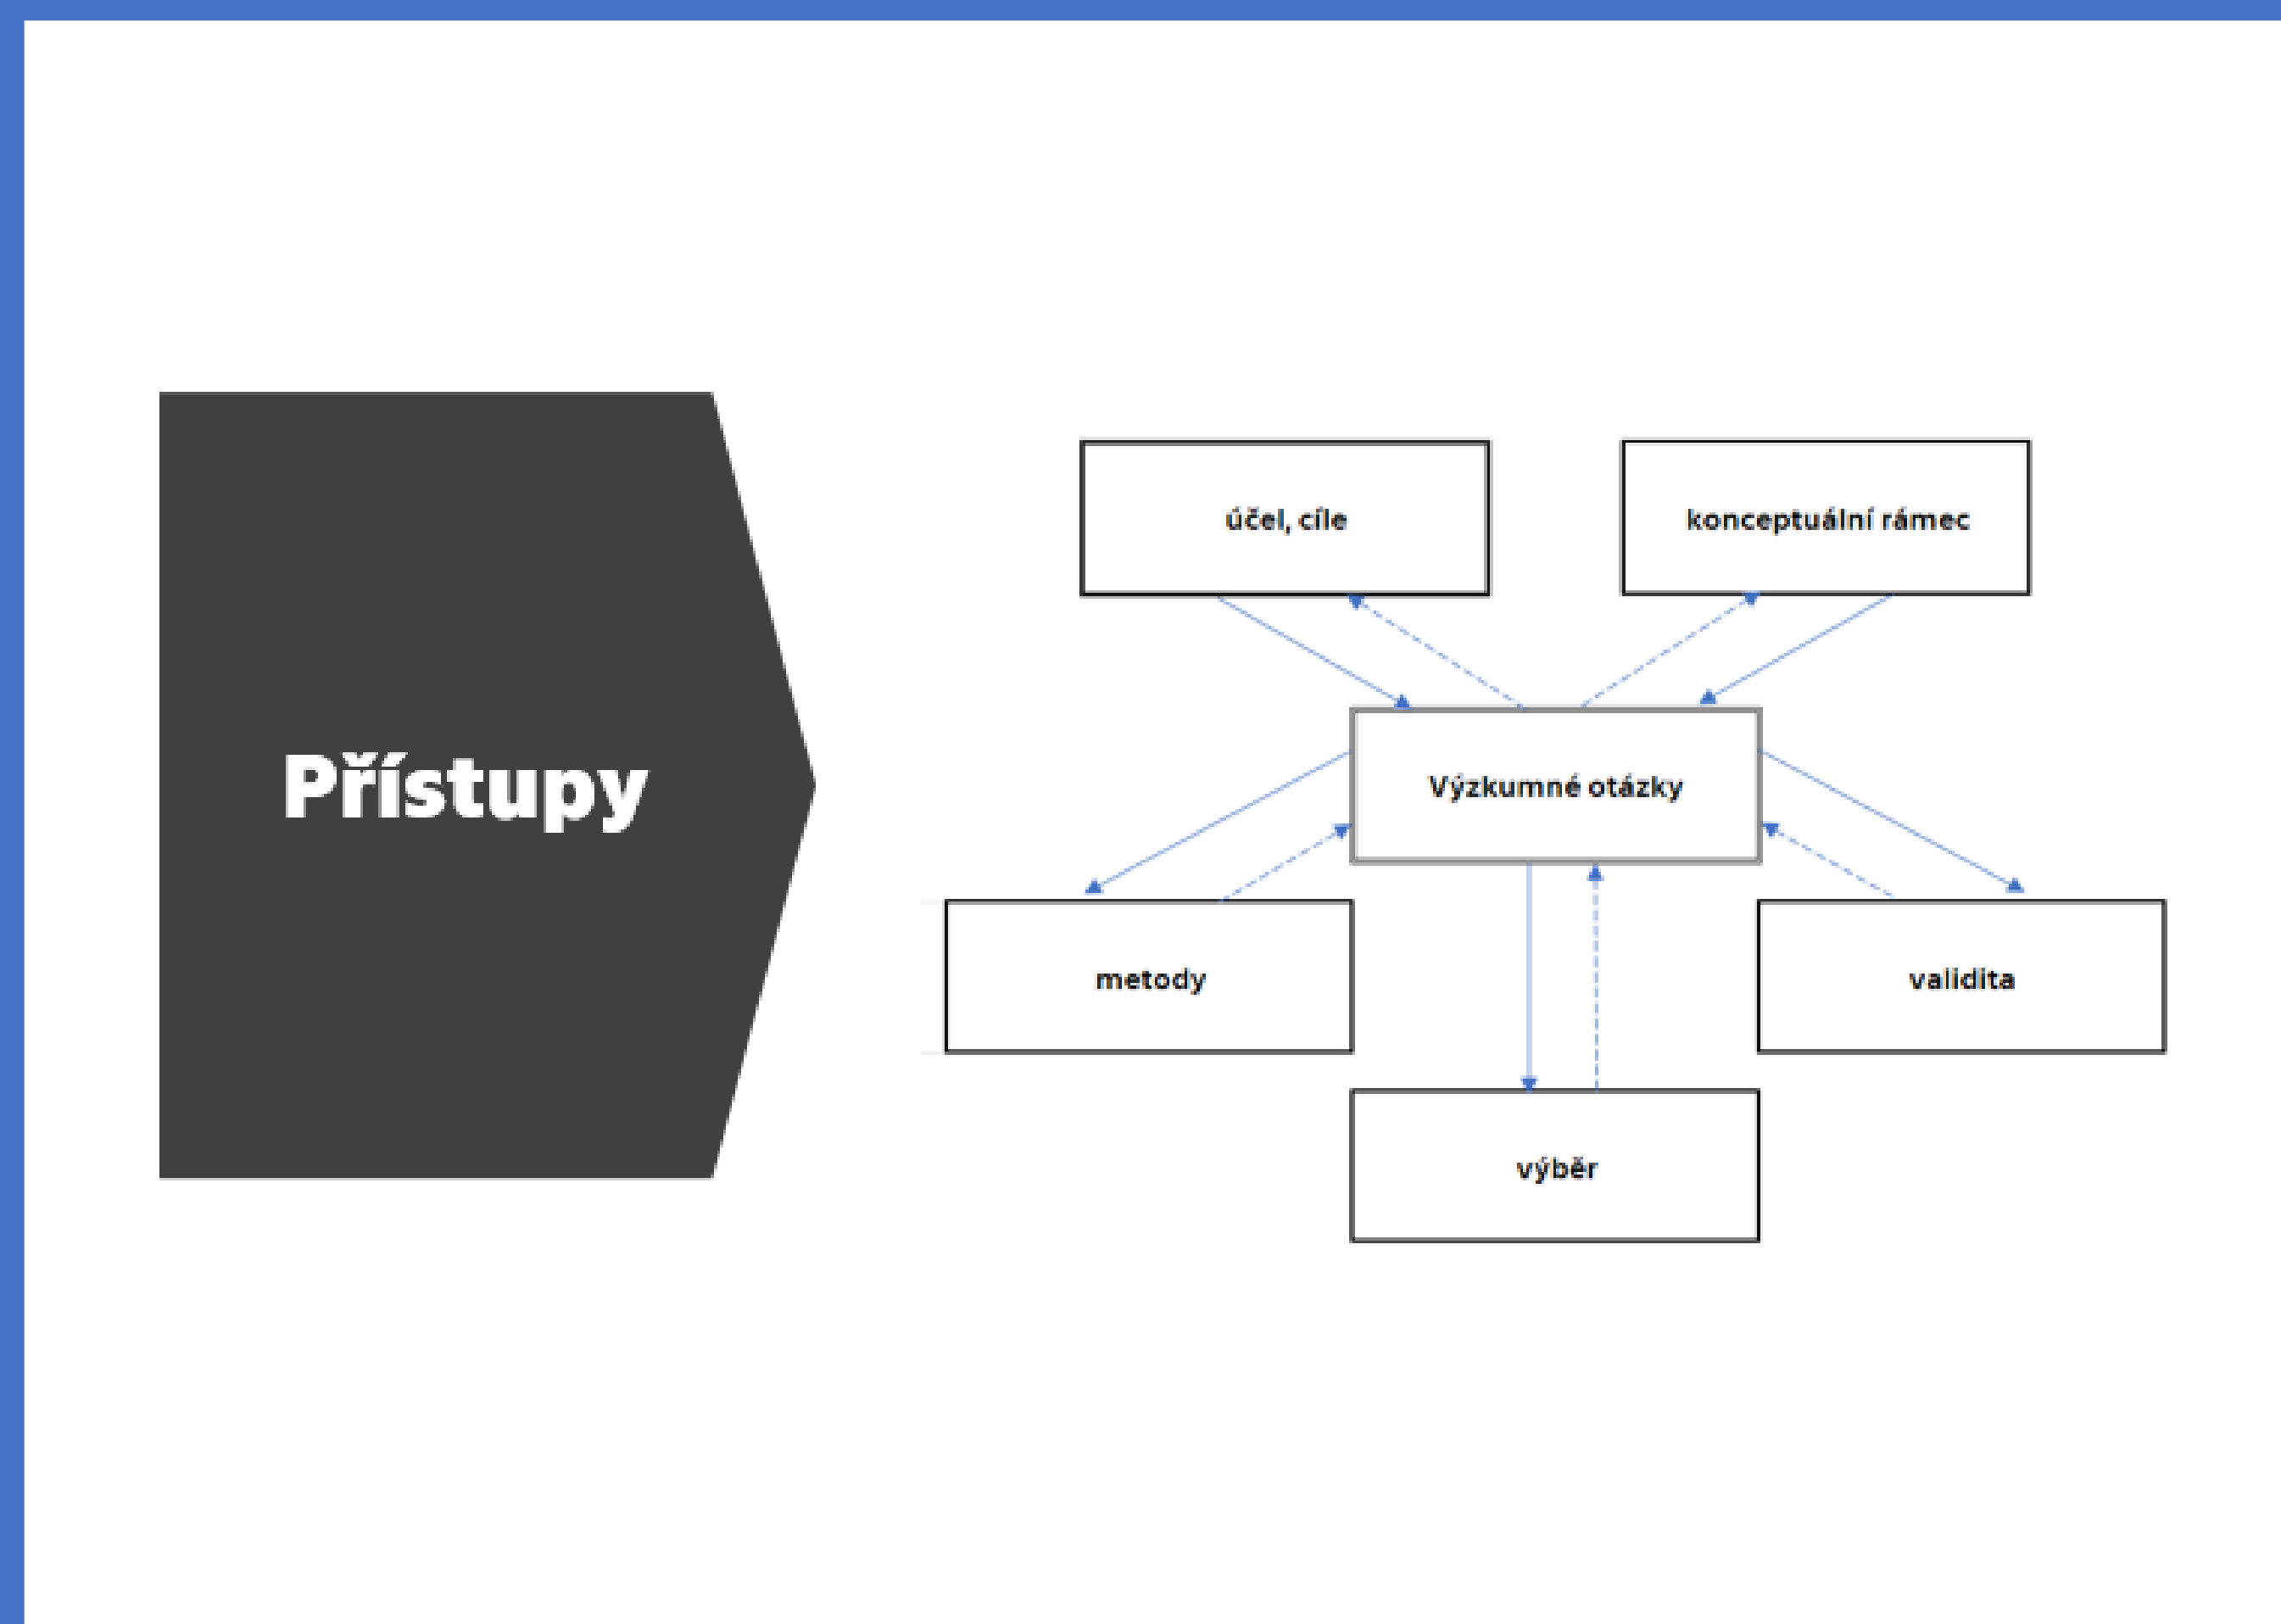 Přístupy
účel, cíle
konceptuální rámec
Výzkumné otázky
metody
validita
výběr